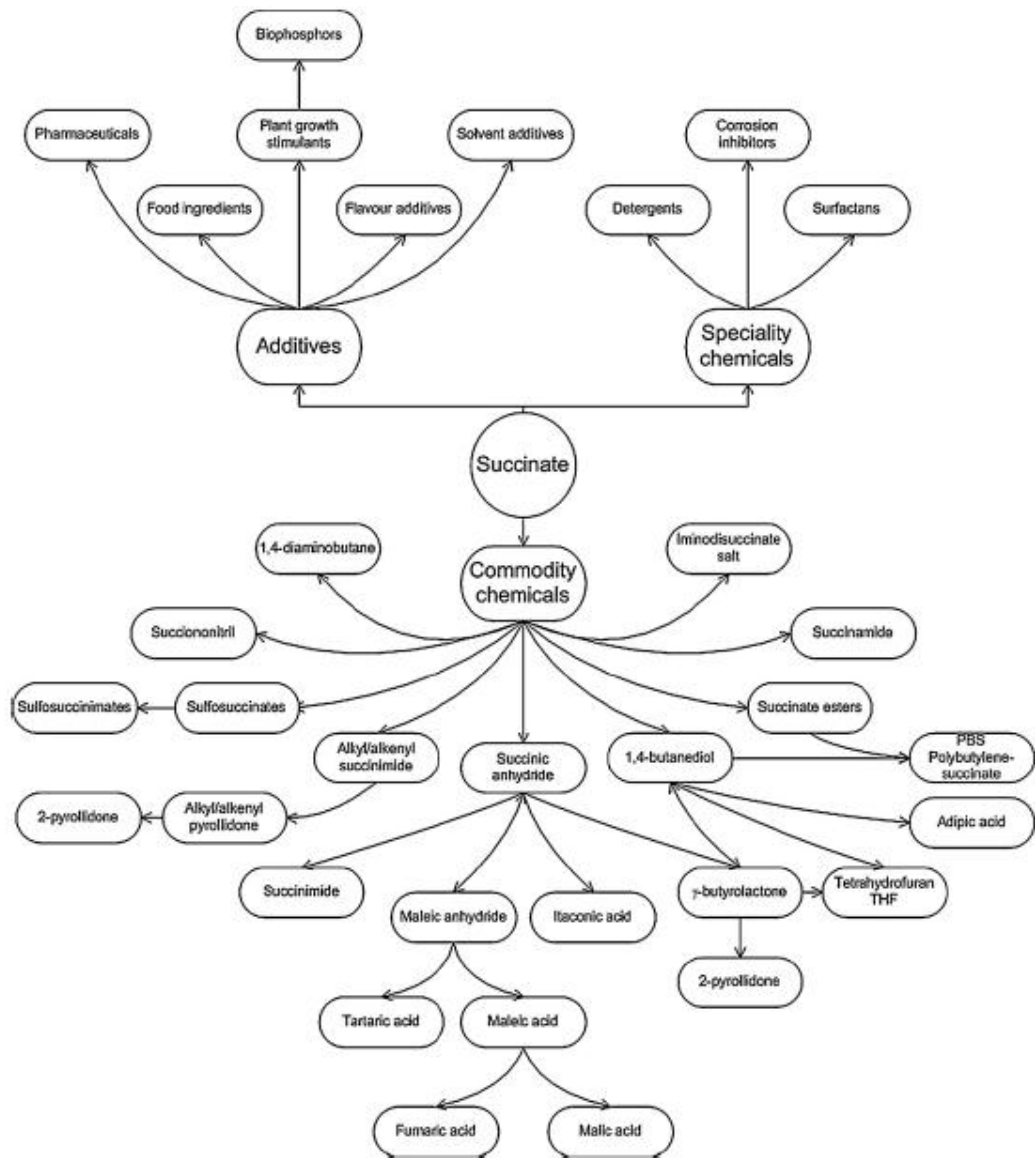 Biophosphors
Pharmaceuticals
Plant growth
stimulants
Solvent additives
Corrosion
inhibitors
Food ingredients
Flavour additives
Detergents
Surfactans
Additives
Speciality
chemicals
Succinate
1,4-diaminobutane
Commodity
chemicals
Iminodisuccinate
salt
Succiononitril
Succinamide
Sulfosuccinimates
Sulfosuccinates
Succinate esters
Alkyl/alkenyl
succinimide
Succinic
anhydride
1,4-butanediol
PBS
Polybutylene-
succinate
2-pyrollidone
Alkyl/alkenyl
pyrollidone
Adipic acid
Succinimide
γ-butyrolactone
Tetrahydrofuran
THF
Maleic anhydride
Itaconic acid
2-pyrollidone
Tartaric acid
Maleic acid
Fumaric acid
Malic acid